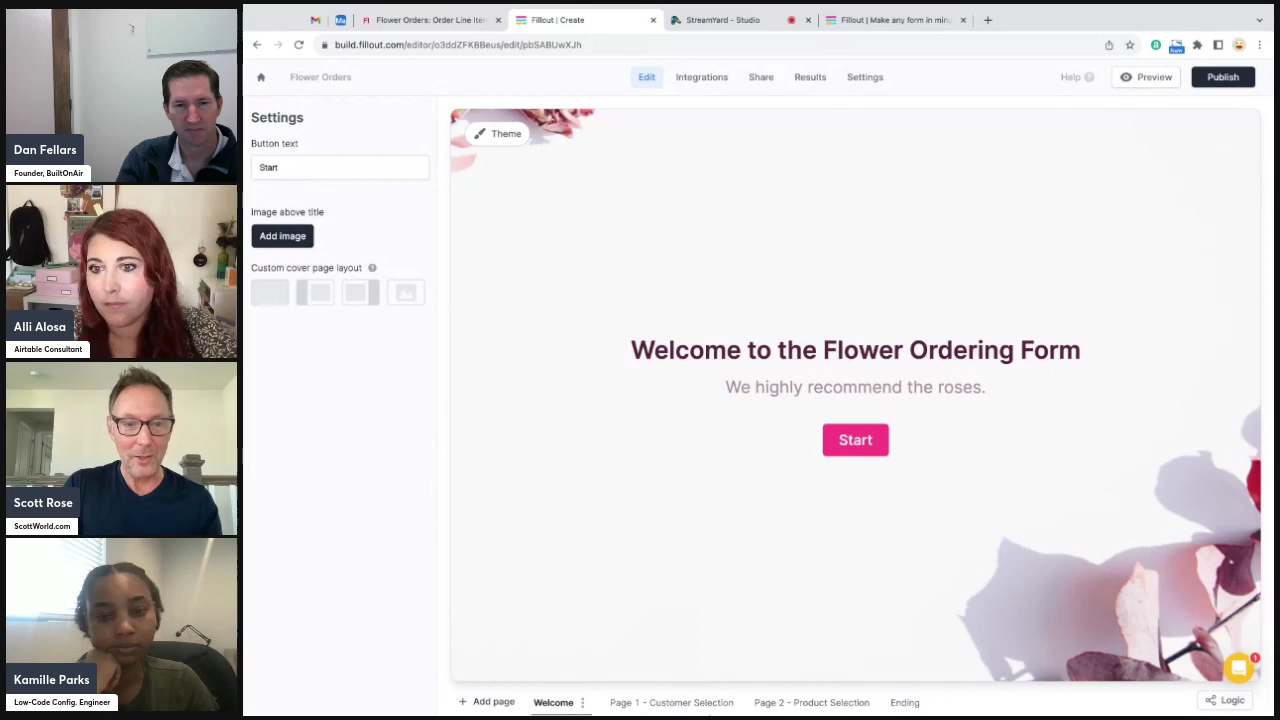 Dan Fellars
Founder, BuiltOnAir
Alli Alosa
Airtable Consultant
Scott Rose
ScottWorld.com
Kamille Parks
Low-Code Config. Engineer
Flower Orders: Order Line Iten
Fillout | Create
StreamYard - Studio
Fillout | Make any form in minu
build.fillout.com/editor/o3ddZFK8Beus/edit/pbSABUwXJh
New
Flower Orders
Edit
Integrations
Share
Results
Settings
Help
Preview
Publish
Settings
Button text
Start
Image above title
Add image
Custom cover page layout
Theme
Welcome to the Flower Ordering Form
We highly recommend the roses.
Start
1
+ Add page
Welcome
Page 1 - Customer Selection
Page 2 - Product Selection
Ending
Logic